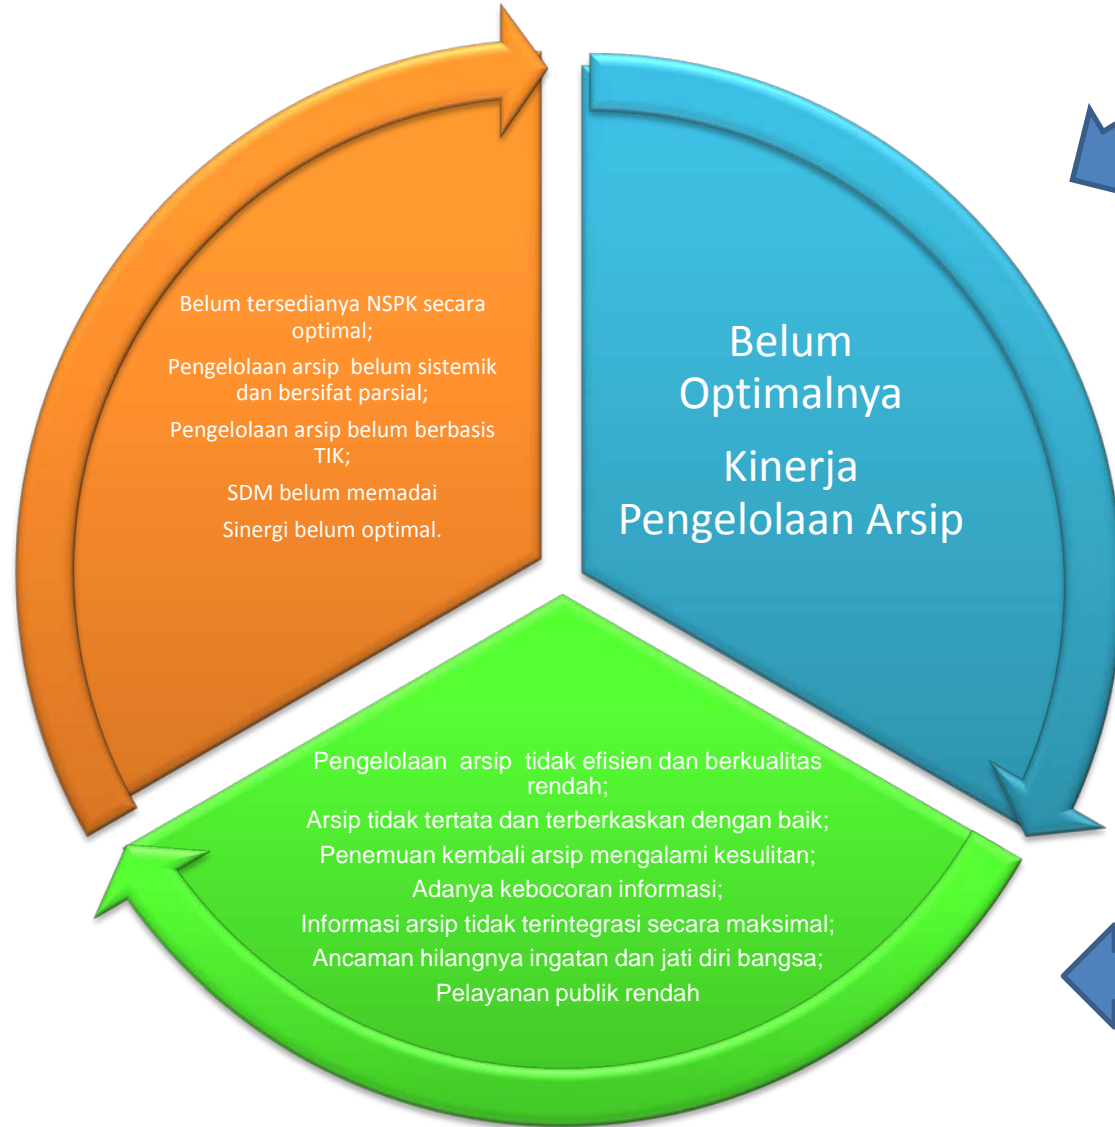 Belum tersedianya NSPK secara
optimal;
Pengelolaan arsip belum sistemik
dan bersifat parsial;
Pengelolaan arsip belum berbasis
TIK;
SDM belum memadai
Sinergi belum optimal.
Belum
Optimalnya
Kinerja
Pengelolaan Arsip
Pengelolaan arsip tidak efisien dan berkualitas
rendah;
Arsip tidak tertata dan terberkaskan dengan baik;
Penemuan kembali arsip mengalami kesulitan;
Adanya kebocoran informasi;
Informasi arsip tidak terintegrasi secara maksimal;
Ancaman hilangnya ingatan dan jati diri bangsa;
Pelayanan publik rendah